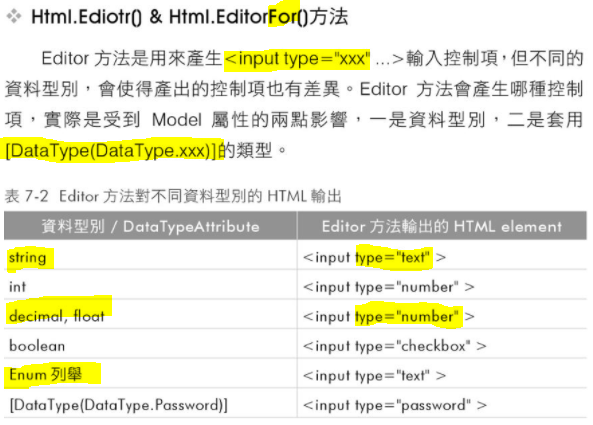 ❖ Html.Ediotr() & Html.EditorFor()方法
Editor 方法是用來產生<input type="xxx" ...>輸入控制項，但不同的
資料型別，會使得產出的控制項也有差異。Editor 方法會產生哪種控制
項，實際是受到 Model 屬性的兩點影響，一是資料型別，二是套用
[DataType(DataType.xxx)]的類型。
表 7-2 Editor 方法對不同資料型別的 HTML 輸出
資料型別 / DataTypeAttribute Editor 方法輸出的 HTML element
string <input type="text" >
int <input type="number" >
decimal, float <input type="number" >
boolean <input type="checkbox" >
Enum 列舉 <input type="text" >
[DataType(DataType.Password)] <input type="password" >